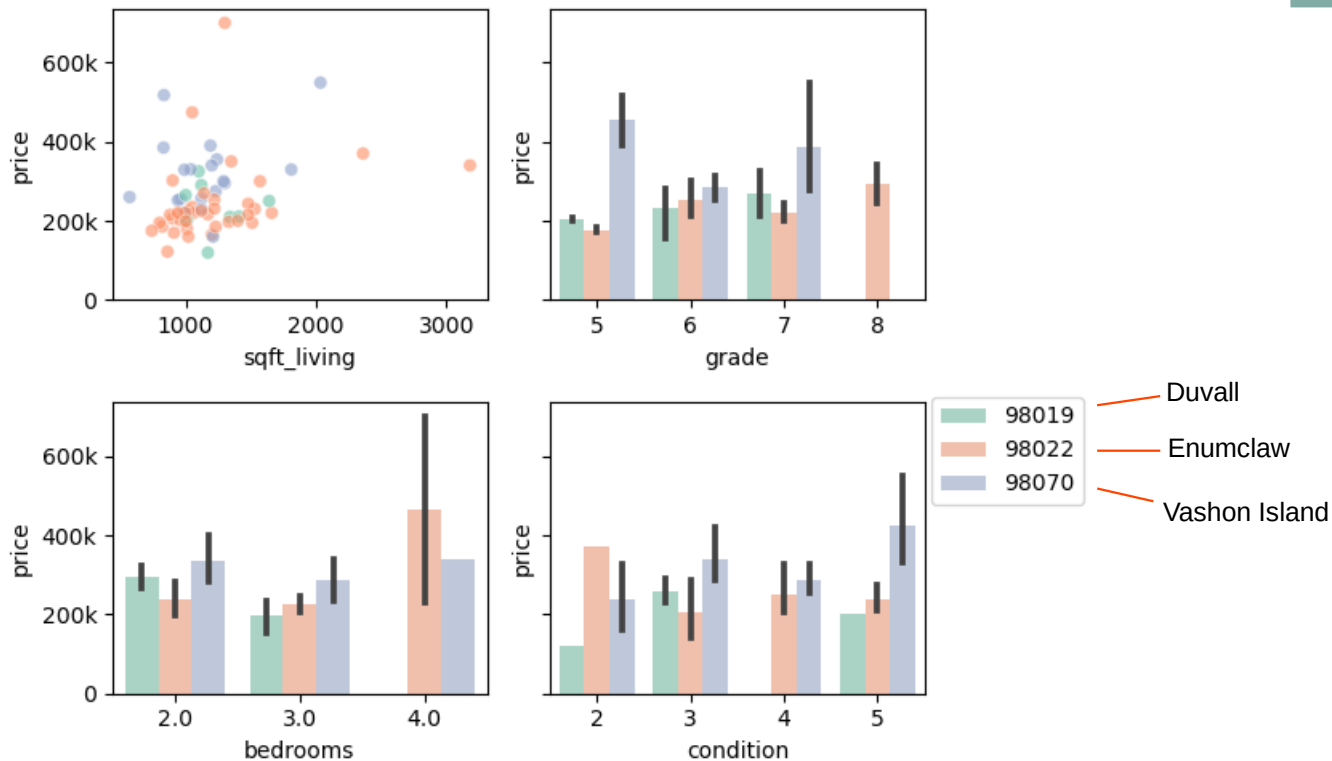 600k
400k
200k
0
price
1000 2000 3000
sqft_living
price
5 6 7 8
grade
600k
400k
200k
0
price
2.0 3.0 4.0
bedrooms
price
2 3 4 5
condition
98019
98022
98070
Duvall
Enumclaw
Vashon Island